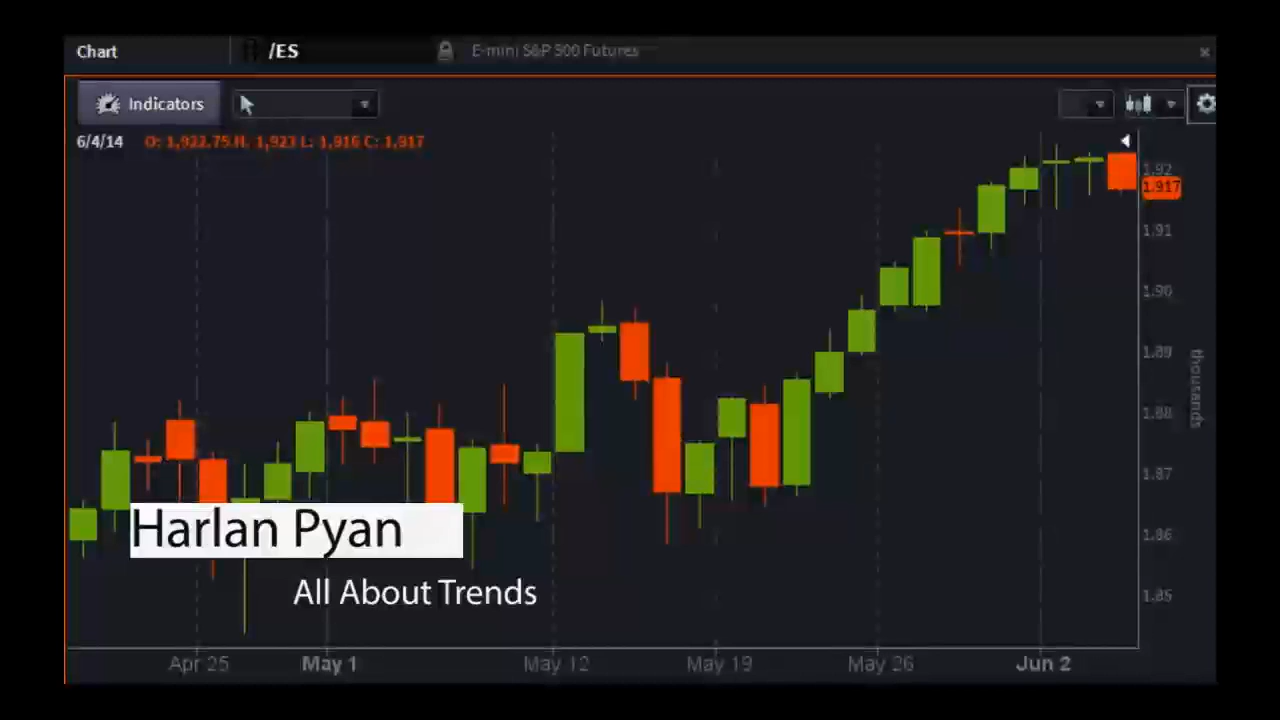 Chart /ES E-mini S&P 500 Futures ×
Indicators
6/4/14 O: 1,922.75 H: 1,923 L: 1,916 C: 1,917
1.92
1.917
1.91
1.90
1.89
1.88
1.87
1.86
1.85
thousands
Harlan Pyan
All About Trends
Apr 25 May 1 May 12 May 19 May 26 Jun 2